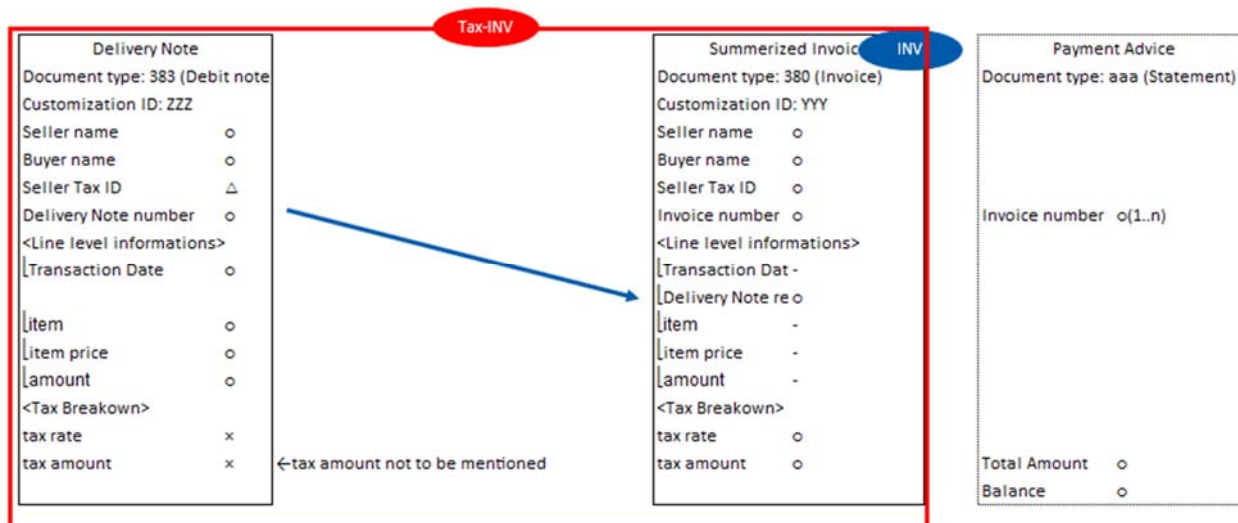 Tax-INV
Delivery Note
Document type: 383 (Debit note
Customization ID: ZZZ
Seller name ○
Buyer name ○
Seller Tax ID △
Delivery Note number ○
<Line level informations>
⎣Transaction Date ○
⎣item ○
⎣item price ○
⎣amount ○
<Tax Breakown>
tax rate ×
tax amount × ←tax amount not to be mentioned
Summerized Invoic
INV
Document type: 380 (Invoice)
Customization ID: YYY
Seller name ○
Buyer name ○
Seller Tax ID ○
Invoice number ○
<Line level informations>
⎣Transaction Dat -
⎣Delivery Note re ○
⎣item -
⎣item price -
⎣amount -
<Tax Breakown>
tax rate ○
tax amount ○
Payment Advice
Document type: aaa (Statement)
Invoice number ○(1..n)
Total Amount ○
Balance ○